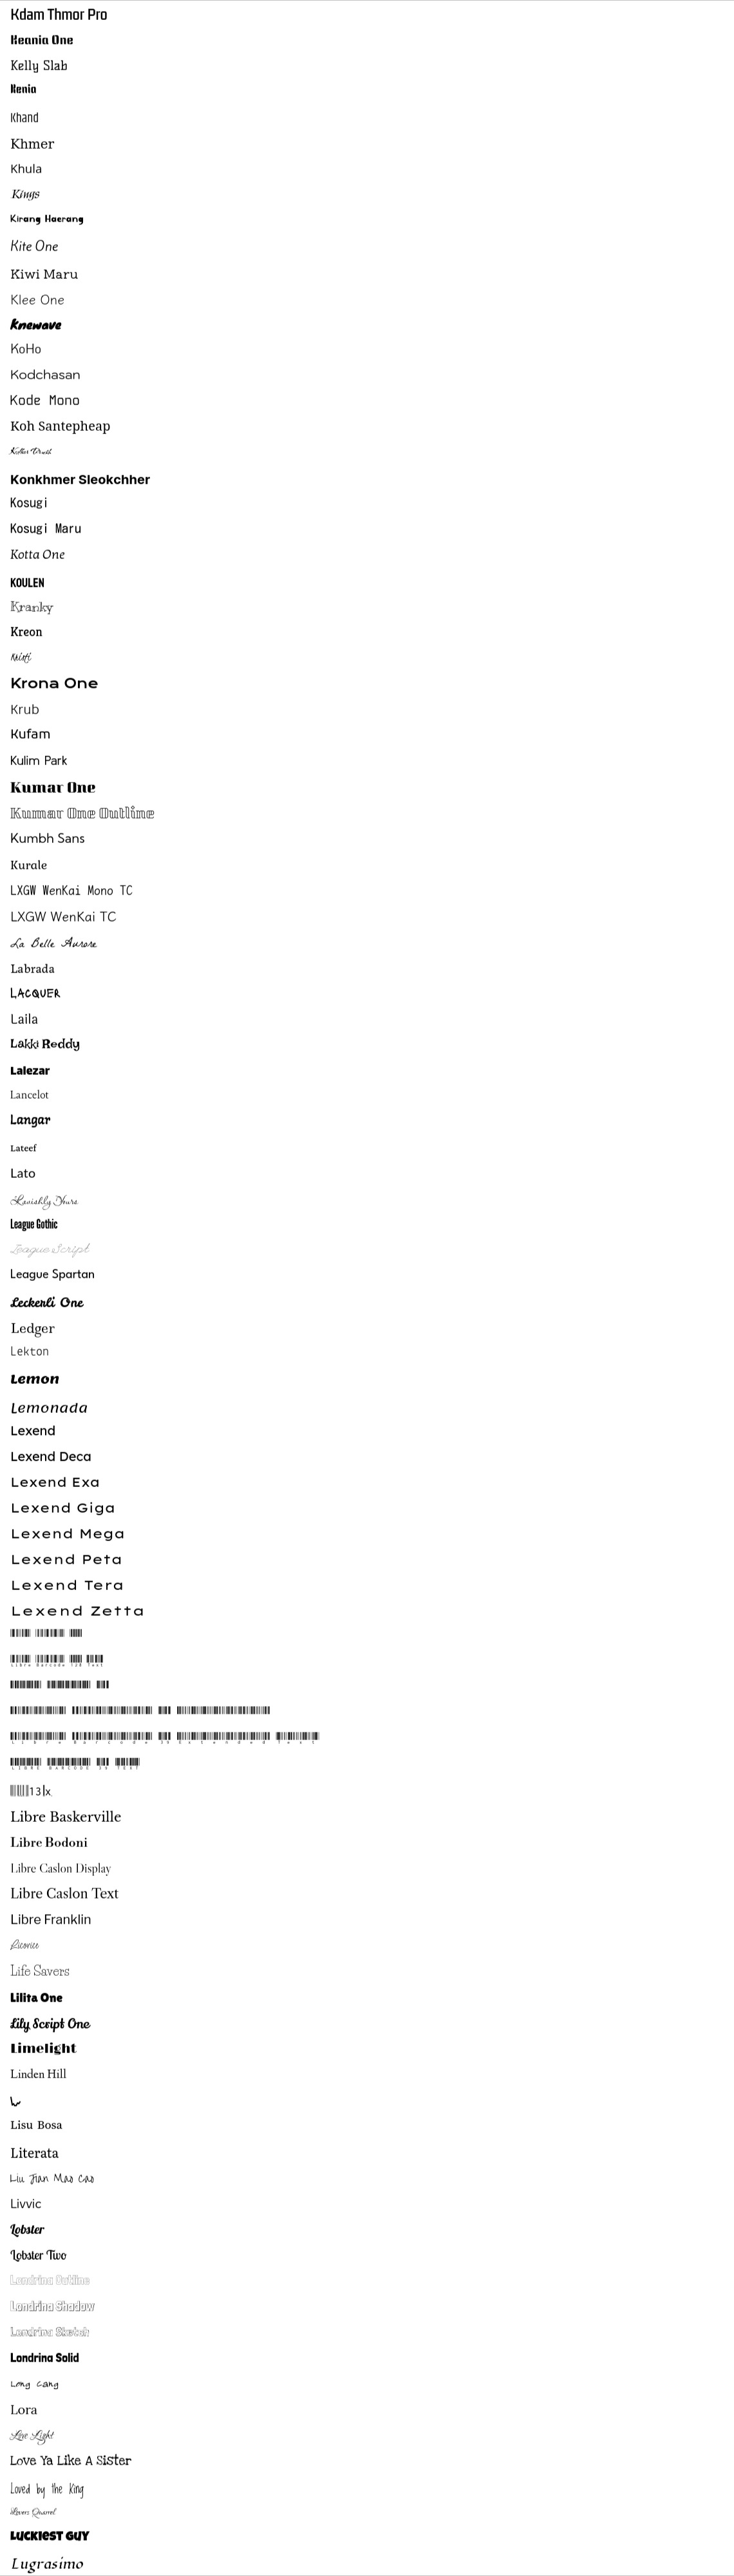 Kdam Thmor Pro
Keania One
Kelly Slab
Kenia
Khand
Khmer
Khula
Kings
Kirang Haerang
Kite One
Kiwi Maru
Klee One
Knewave
KoHo
Kodchasan
Kode Mono
Koh Santepheap
Konkhmer Sleokchher
Kosugi
Kosugi Maru
Kotta One
KOULEN
Kranky
Kreon
Kristi
Krona One
Krub
Kufam
Kulim Park
Kumar One
Kumar One Outline
Kumbh Sans
Kurale
LXGW WenKai Mono TC
LXGW WenKai TC
La Belle Aurore
Labrada
LACQUER
Laila
Lakki Reddy
Lalezar
Lancelot
Langar
Lateef
Lato
Lavishly Yours
League Gothic
League Script
League Spartan
Leckerli One
Ledger
Lekton
Lemon
Lemonada
Lexend
Lexend Deca
Lexend Exa
Lexend Giga
Lexend Mega
Lexend Peta
Lexend Tera
Lexend Zetta
Libre Barcode 128 Text
Libre Barcode 39 Extended Text
LIBRE BARCODE 39 TEXT
13 x
Libre Baskerville
Libre Bodoni
Libre Caslon Display
Libre Caslon Text
Libre Franklin
Licorice
Life Savers
Lilita One
Lily Script One
Limelight
Linden Hill
Lisu Bosa
Literata
Liu Jian Mao Cao
Livvic
Lobster
Lobster Two
Londrina Outline
Londrina Shadow
Londrina Sketch
Londrina Solid
Long Cang
Lora
Love Light
Love Ya Like A Sister
Loved by the King
Lovers Quarrel
LUCKIEST GUY
Lugrasimo